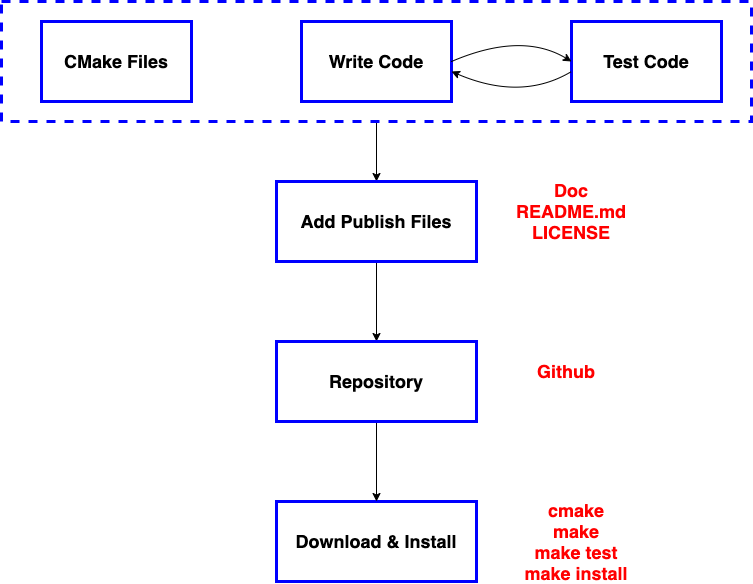 CMake Files
Write Code
Test Code
Add Publish Files
Doc
README.md
LICENSE
Repository
Github
Download & Install
cmake
make
make test
make install